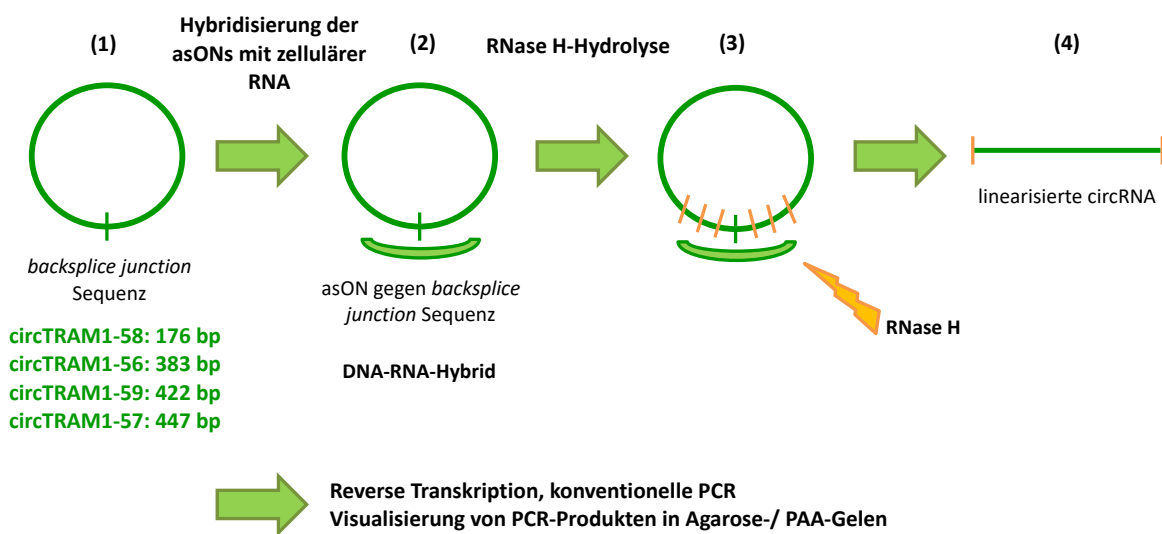 (1)
Hybridisierung der
asONs mit zellulärer
RNA
(2)
RNase H-Hydrolyse
(3)
(4)
backsplice junction
Sequenz
asON gegen backsplice
junction Sequenz
linearisierte circRNA
RNase H
circTRAM1-58: 176 bp
circTRAM1-56: 383 bp
circTRAM1-59: 422 bp
circTRAM1-57: 447 bp
DNA-RNA-Hybrid
Reverse Transkription, konventionelle PCR
Visualisierung von PCR-Produkten in Agarose-/ PAA-Gelen